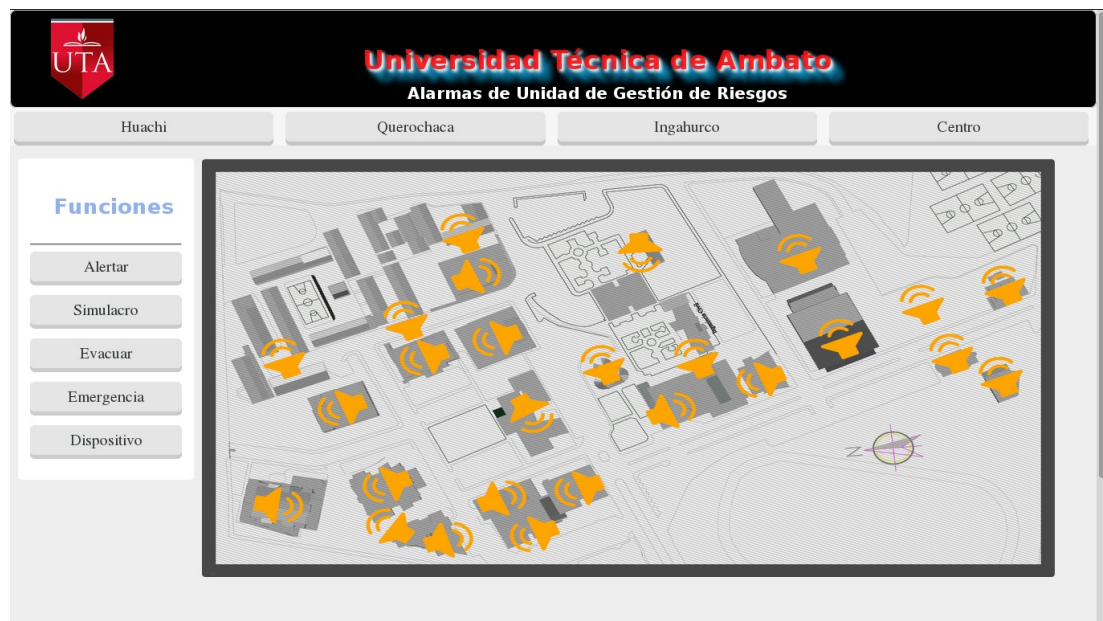 UTA
Universidad Técnica de Ambato
Alarmas de Unidad de Gestión de Riesgos
Huachi
Querochaca
Ingahurco
Centro
Funciones
Alertar
Simulacro
Evacuar
Emergencia
Dispositivo
N